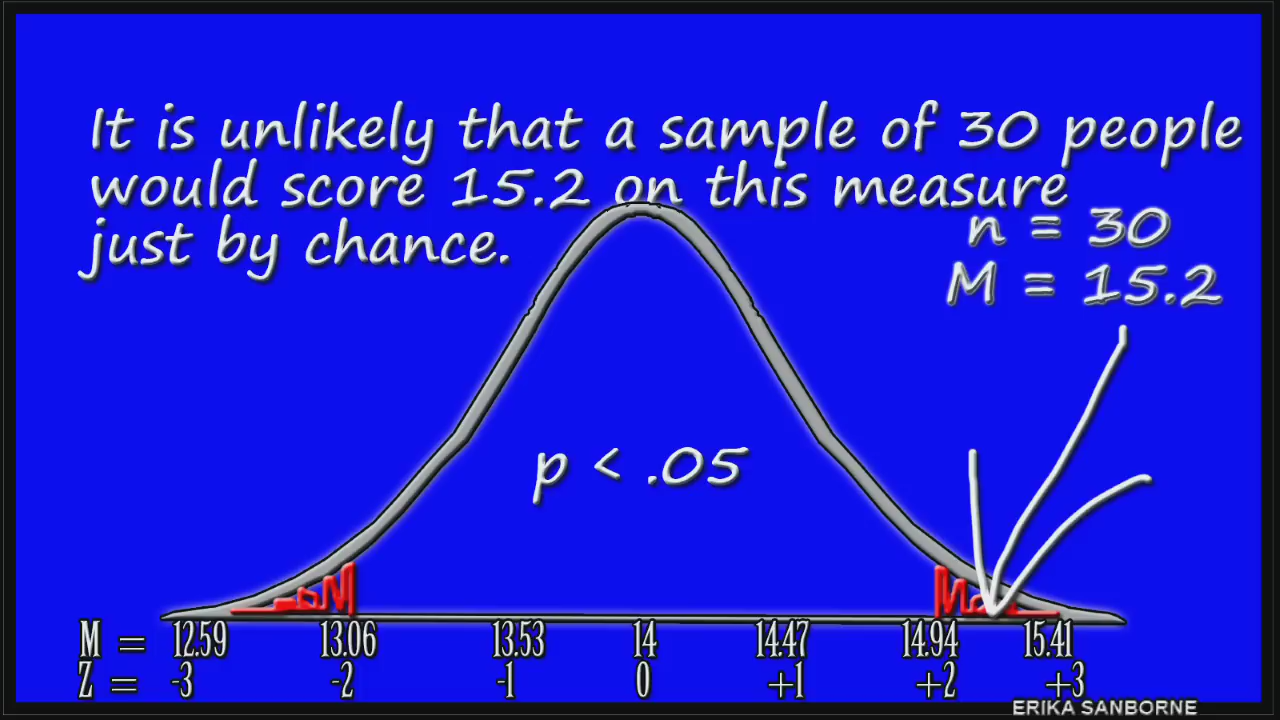 It is unlikely that a sample of 30 people
would score 15.2 on this measure
just by chance.
n = 30
M = 15.2
p < .05
M = 12.59 13.06 13.53 14 14.47 14.94 15.41
Z = -3 -2 -1 0 +1 +2 +3
ERIKA SANBORNE